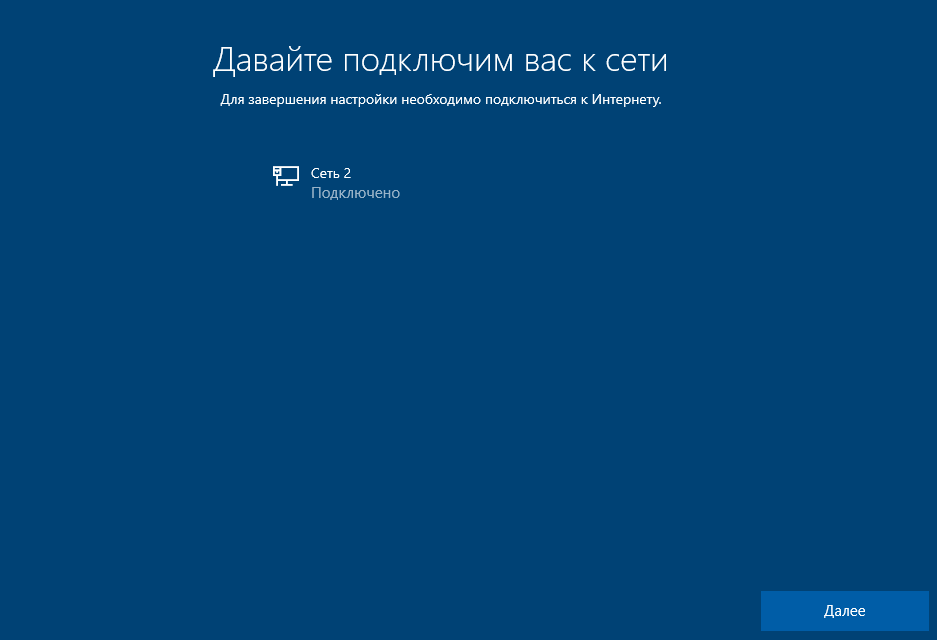 Давайте подключим вас к сети
Для завершения настройки необходимо подключиться к Интернету.
Сеть 2
Подключено
Далее